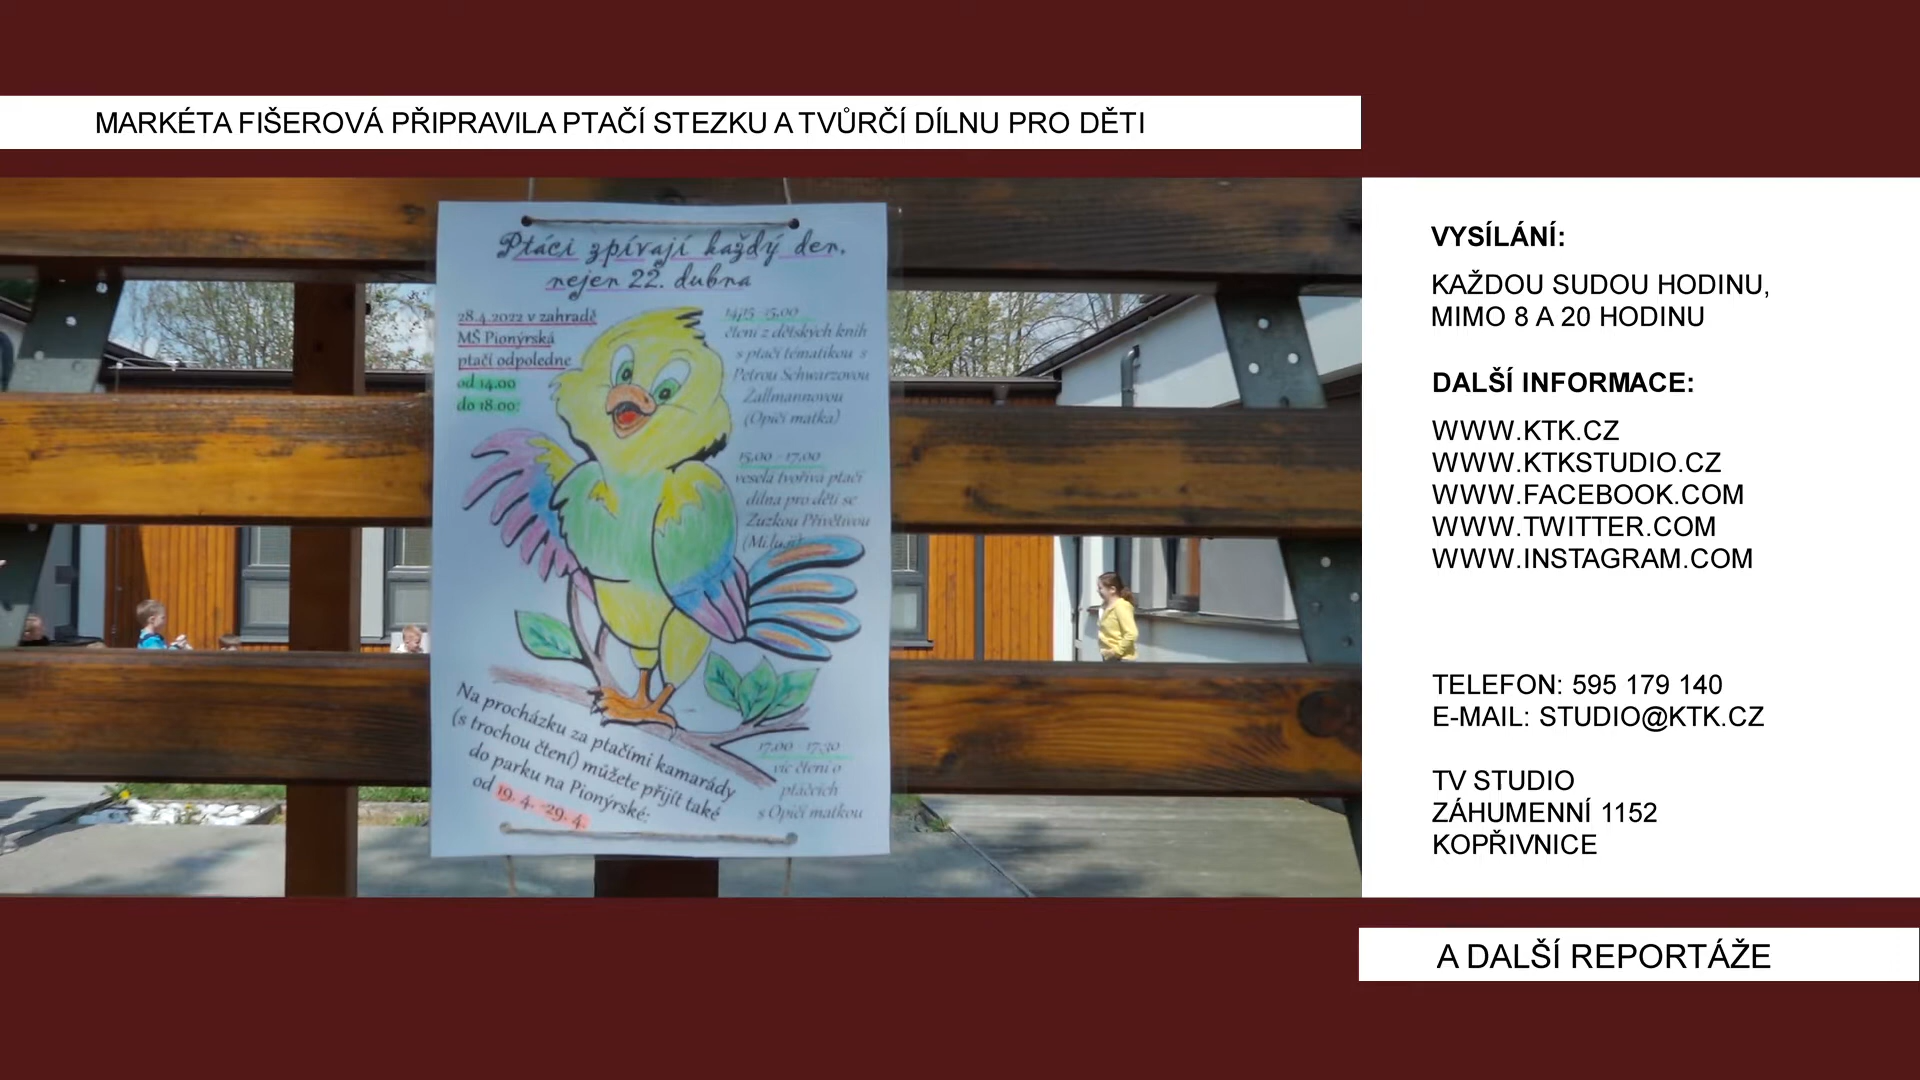 MARKÉTA FIŠEROVÁ PŘIPRAVILA PTAČÍ STEZKU A TVŮRČÍ DÍLNU PRO DĚTI
Ptáci zpívají každý den,
nejen 22. dubna
28.4.2022 v zahradě
MŠ Pionýrská
ptačí odpoledne
od 14.00
do 18.00:
14,15 - 15,00
čtení z dětských knih
s ptačí tématikou s
Petrou Schwarzovou
Zallmannovou
(Opičí matka)
15,00 - 17,00
veselá tvořivá ptačí
dílna pro děti se
Zuzkou Přívětivou
Na procházku za ptačími kamarády
(s trochou čtení) můžete přijít také
do parku na Pionýrské:
od 19. 4. -29. 4.
17,00 - 17,30
víc čtení o
ptáčcích
s Opičí matkou
VYSÍLÁNÍ:
KAŽDOU SUDOU HODINU,
MIMO 8 A 20 HODINU
DALŠÍ INFORMACE:
WWW.KTK.CZ
WWW.KTKSTUDIO.CZ
WWW.FACEBOOK.COM
WWW.TWITTER.COM
WWW.INSTAGRAM.COM
TELEFON: 595 179 140
E-MAIL: STUDIO@KTK.CZ
TV STUDIO
ZÁHUMENNÍ 1152
KOPŘIVNICE
A DALŠÍ REPORTÁŽE